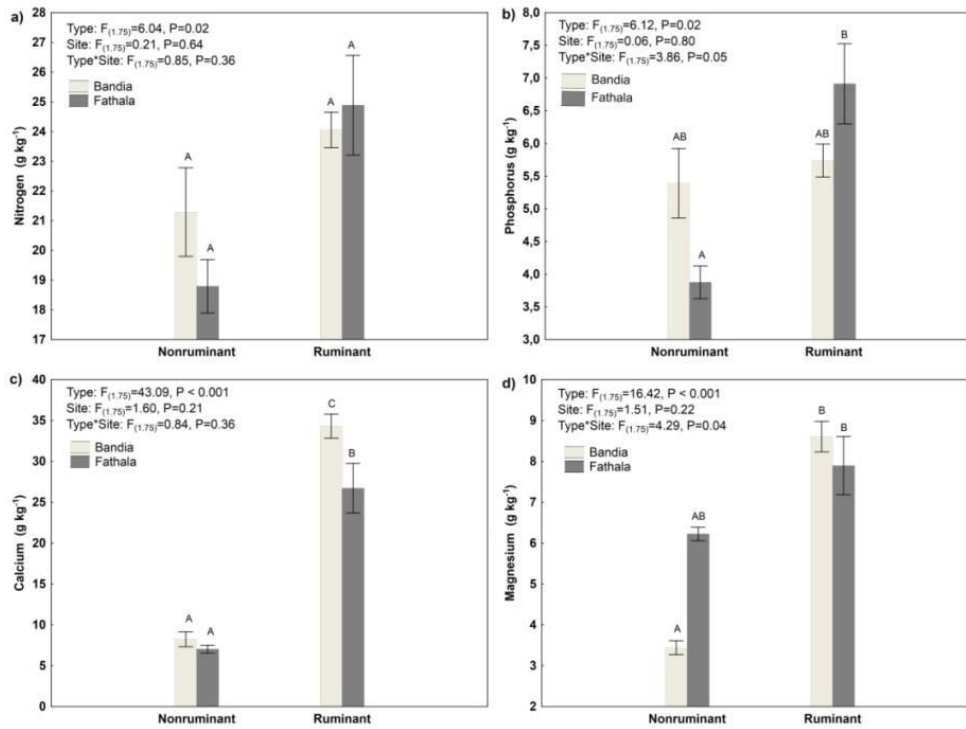 a)
Type: F(1.75)=6.04, P=0.02
Site: F(1.75)=0.21, P=0.64
Type*Site: F(1.75)=0.85, P=0.36
Bandia
Fathala
Nitrogen (g kg-1)
28
27
26
25
24
23
22
21
20
19
18
17
A
A
A
A
Nonruminant
Ruminant
b)
Type: F(1.75)=6.12, P=0.02
Site: F(1.75)=0.06, P=0.80
Type*Site: F(1.75)=3.86, P=0.05
Bandia
Fathala
Phosphorus (g kg-1)
8,0
7,5
7,0
6,5
6,0
5,5
5,0
4,5
4,0
3,5
3,0
AB
A
AB
B
Nonruminant
Ruminant
c)
Type: F(1.75)=43.09, P < 0.001
Site: F(1.75)=1.60, P=0.21
Type*Site: F(1.75)=0.84, P=0.36
Bandia
Fathala
Calcium (g kg-1)
40
35
30
25
20
15
10
5
0
A
A
C
B
Nonruminant
Ruminant
d)
Type: F(1.75)=16.42, P < 0.001
Site: F(1.75)=1.51, P=0.22
Type*Site: F(1.75)=4.29, P=0.04
Bandia
Fathala
Magnesium (g kg-1)
10
9
8
7
6
5
4
3
2
A
AB
B
B
Nonruminant
Ruminant